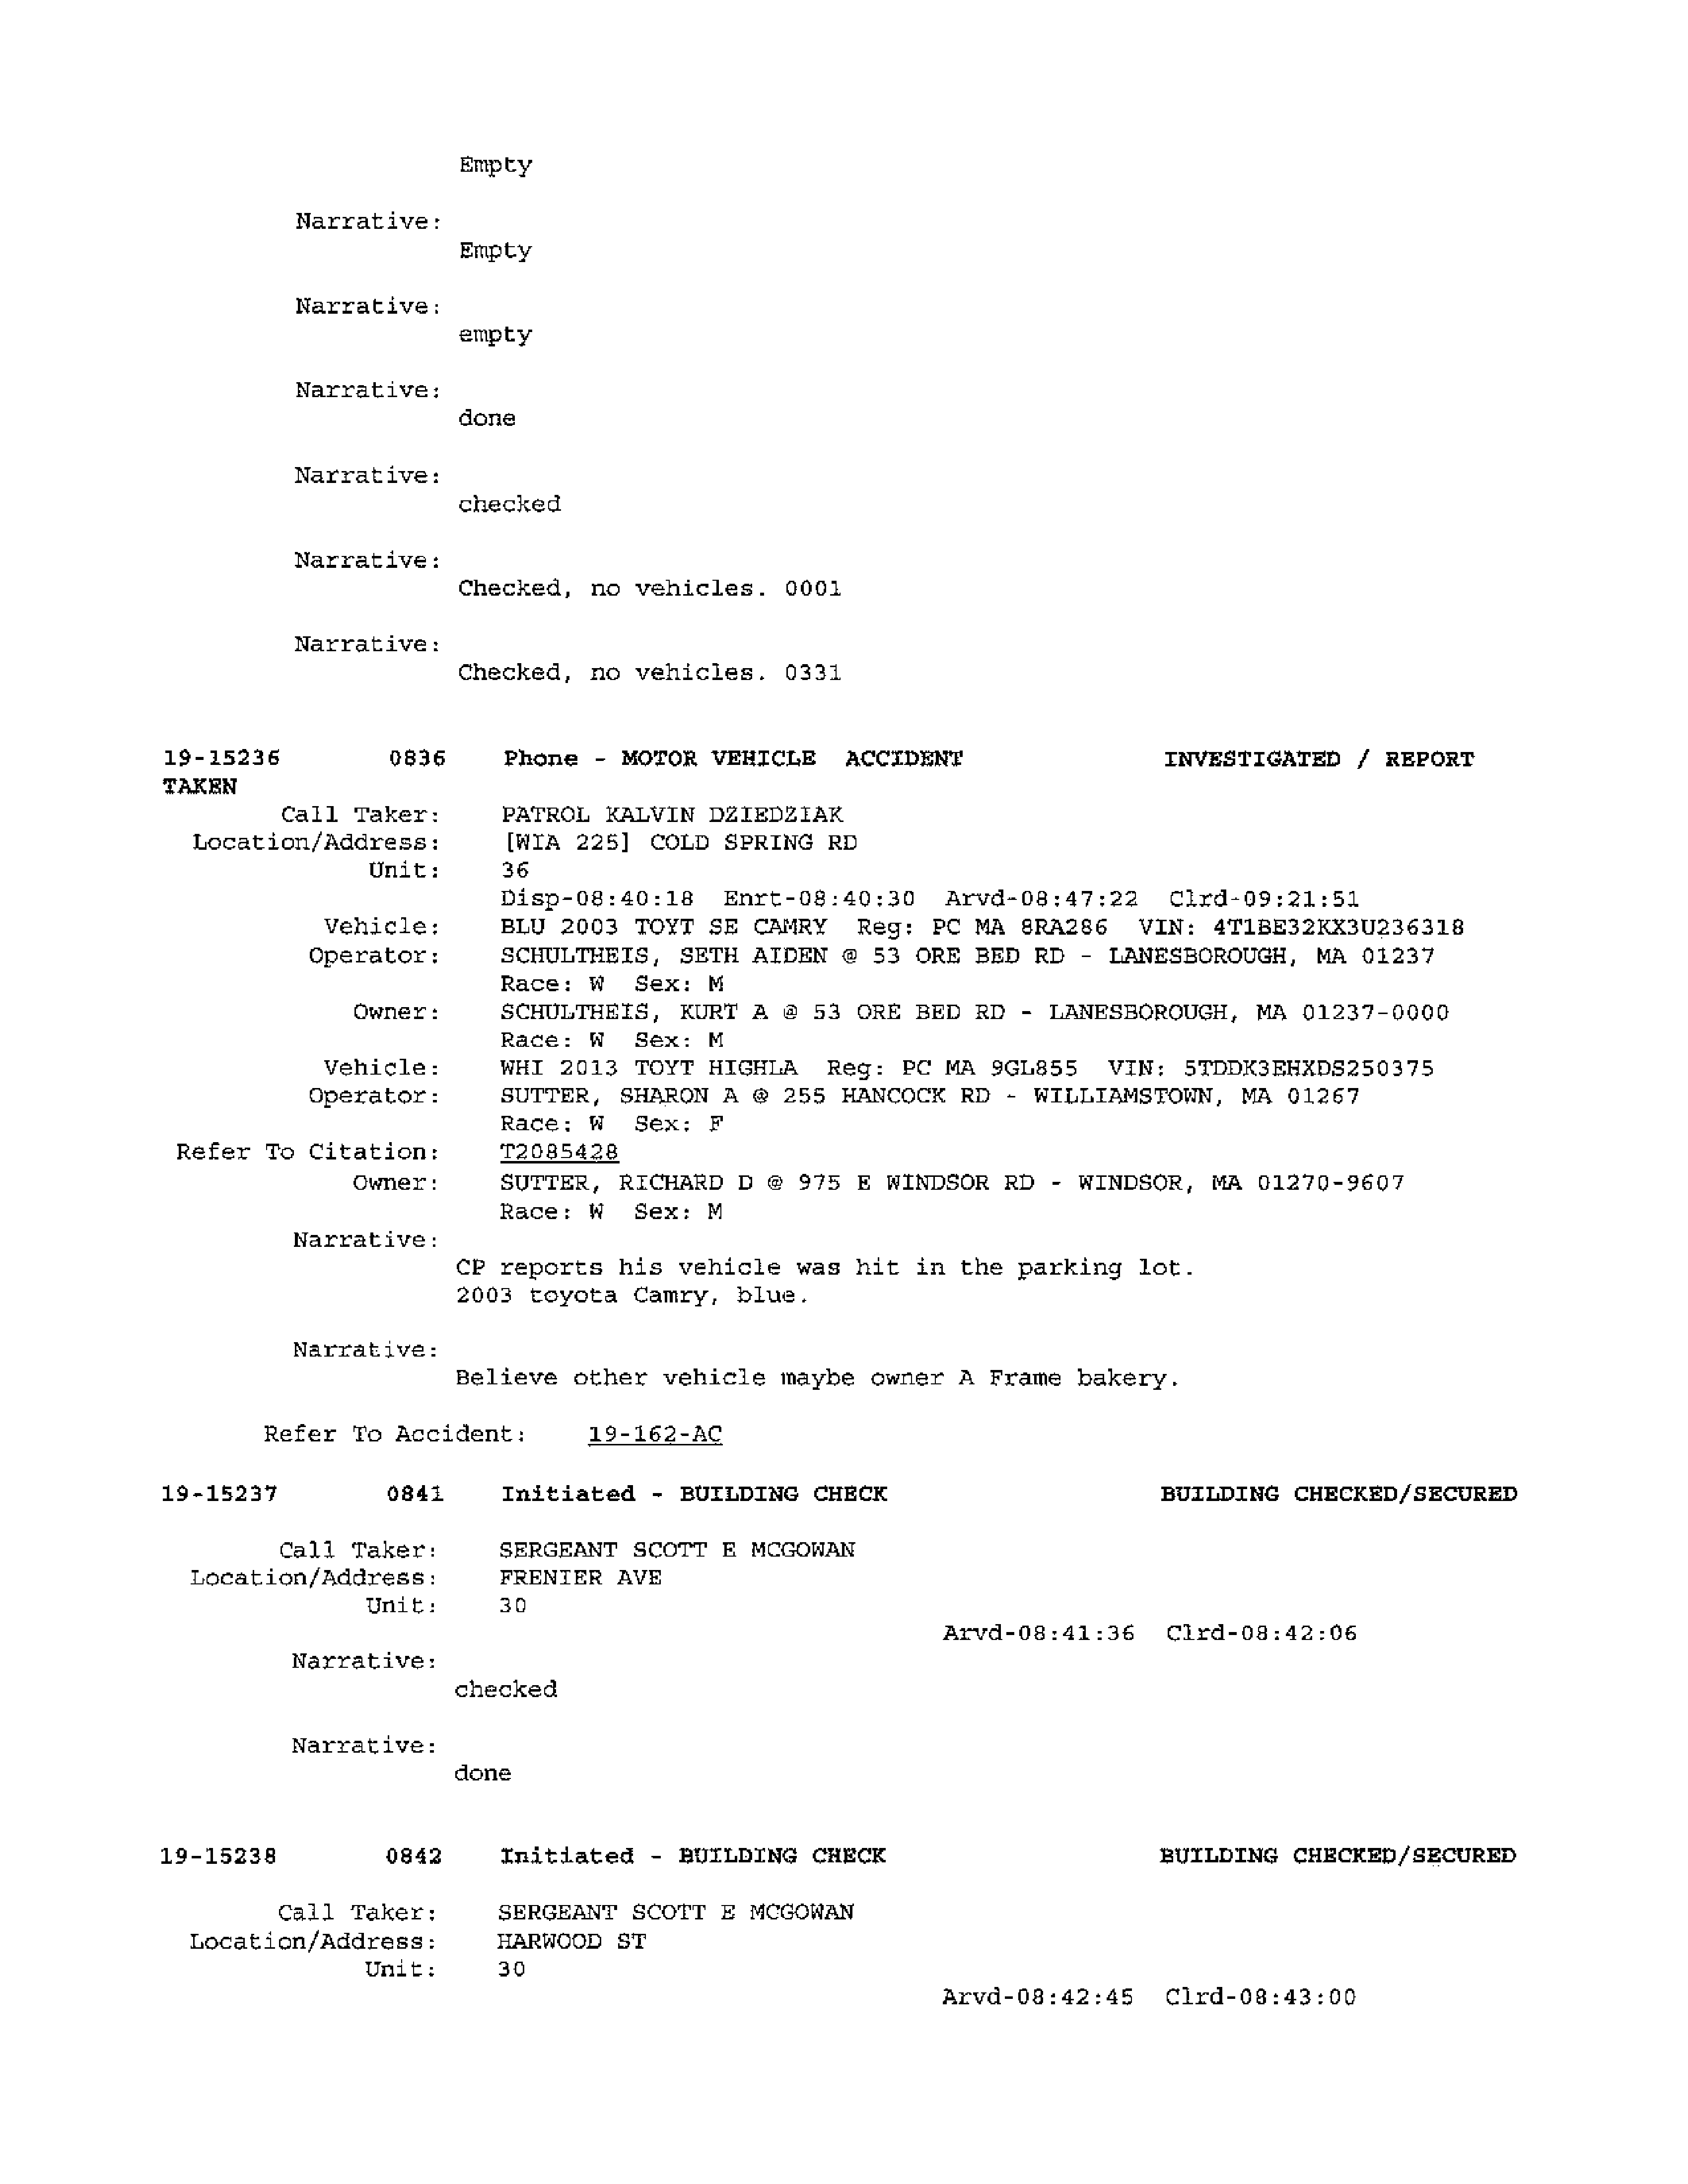 Empty
Narrative:
Empty
Narrative:
empty
Narrative:
done
Narrative:
checked
Narrative:
Checked, no vehicles. 0001
Narrative:
Checked, no vehicles. 0331
19-15236 0836 Phone - MOTOR VEHICLE ACCIDENT INVESTIGATED / REPORT
TAKEN
Call Taker: PATROL KALVIN DZIEDZIAK
Location/Address: [WIA 225] COLD SPRING RD
Unit: 36
Disp-08:40:18 Enrt-08:40:30 Arvd-08:47:22 Clrd-09:21:51
Vehicle: BLU 2003 TOYT SE CAMRY Reg: PC MA 8RA286 VIN: 4T1BE32KX3U236318
Operator: SCHULTHEIS, SETH AIDEN @ 53 ORE BED RD - LANESBOROUGH, MA 01237
Race: W Sex: M
Owner: SCHULTHEIS, KURT A @ 53 ORE BED RD - LANESBOROUGH, MA 01237-0000
Race: W Sex: M
Vehicle: WHI 2013 TOYT HIGHLA Reg: PC MA 9GL855 VIN: 5TDDK3EHXDS250375
Operator: SUTTER, SHARON A @ 255 HANCOCK RD - WILLIAMSTOWN, MA 01267
Race: W Sex: F
Refer To Citation: T2085428
Owner: SUTTER, RICHARD D @ 975 E WINDSOR RD - WINDSOR, MA 01270-9607
Race: W Sex: M
Narrative:
CP reports his vehicle was hit in the parking lot.
2003 toyota Camry, blue.
Narrative:
Believe other vehicle maybe owner A Frame bakery.
Refer To Accident: 19-162-AC
19-15237 0841 Initiated - BUILDING CHECK BUILDING CHECKED/SECURED
Call Taker: SERGEANT SCOTT E MCGOWAN
Location/Address: FRENIER AVE
Unit: 30
Arvd-08:41:36 Clrd-08:42:06
Narrative:
checked
Narrative:
done
19-15238 0842 Initiated - BUILDING CHECK BUILDING CHECKED/SECURED
Call Taker: SERGEANT SCOTT E MCGOWAN
Location/Address: HARWOOD ST
Unit: 30
Arvd-08:42:45 Clrd-08:43:00